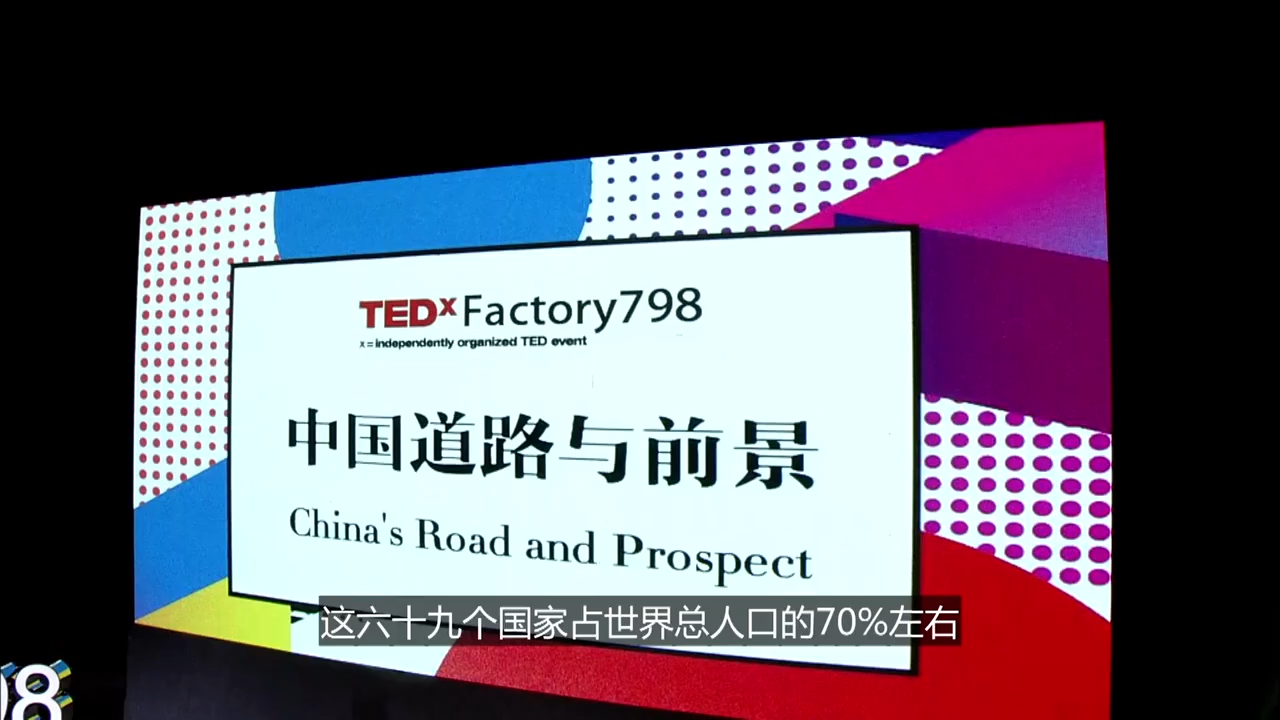 TEDxFactory798
x = independently organized TED event
中国道路与前景
China's Road and Prospect
这六十九个国家占世界总人口的70%左右
98